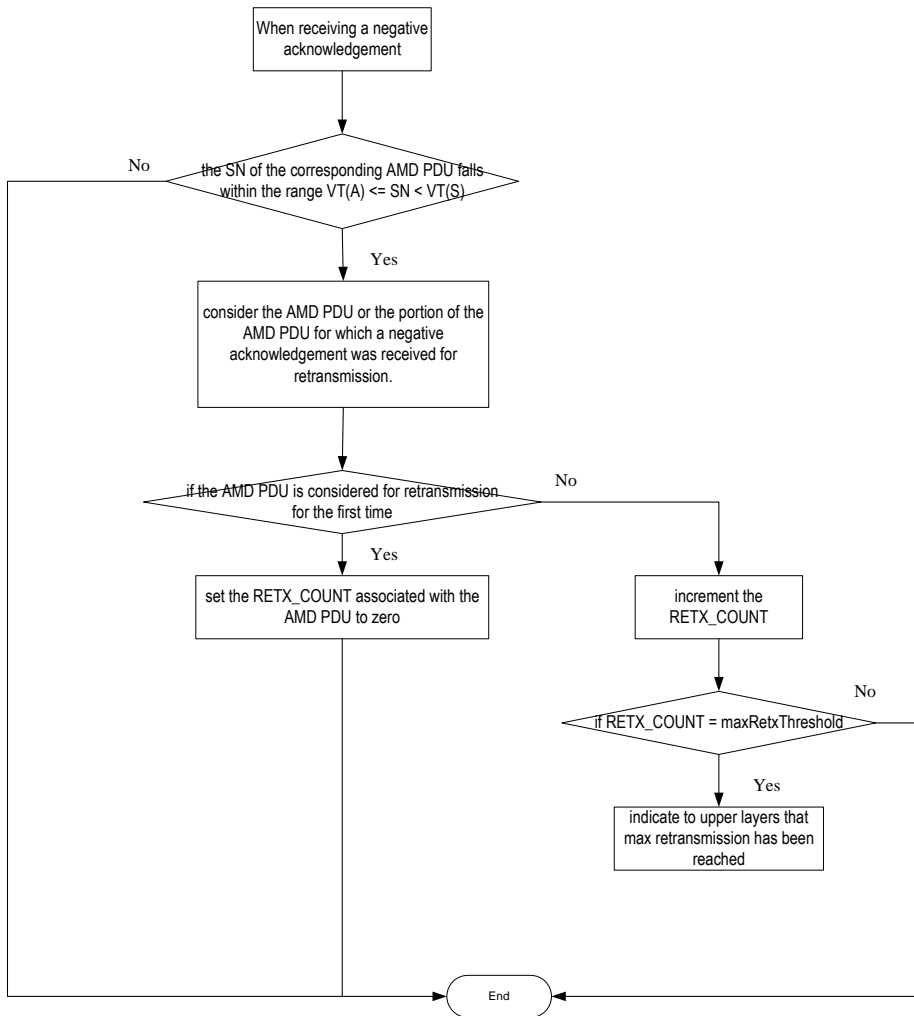 When receiving a negative
acknowledgement
No
the SN of the corresponding AMD PDU falls
within the range VT(A) <= SN < VT(S)
Yes
consider the AMD PDU or the portion of the
AMD PDU for which a negative
acknowledgement was received for
retransmission.
if the AMD PDU is considered for retransmission
for the first time
No
Yes
set the RETX_COUNT associated with the
AMD PDU to zero
increment the
RETX_COUNT
if RETX_COUNT = maxRetxThreshold
No
Yes
indicate to upper layers that
max retransmission has been
reached
End